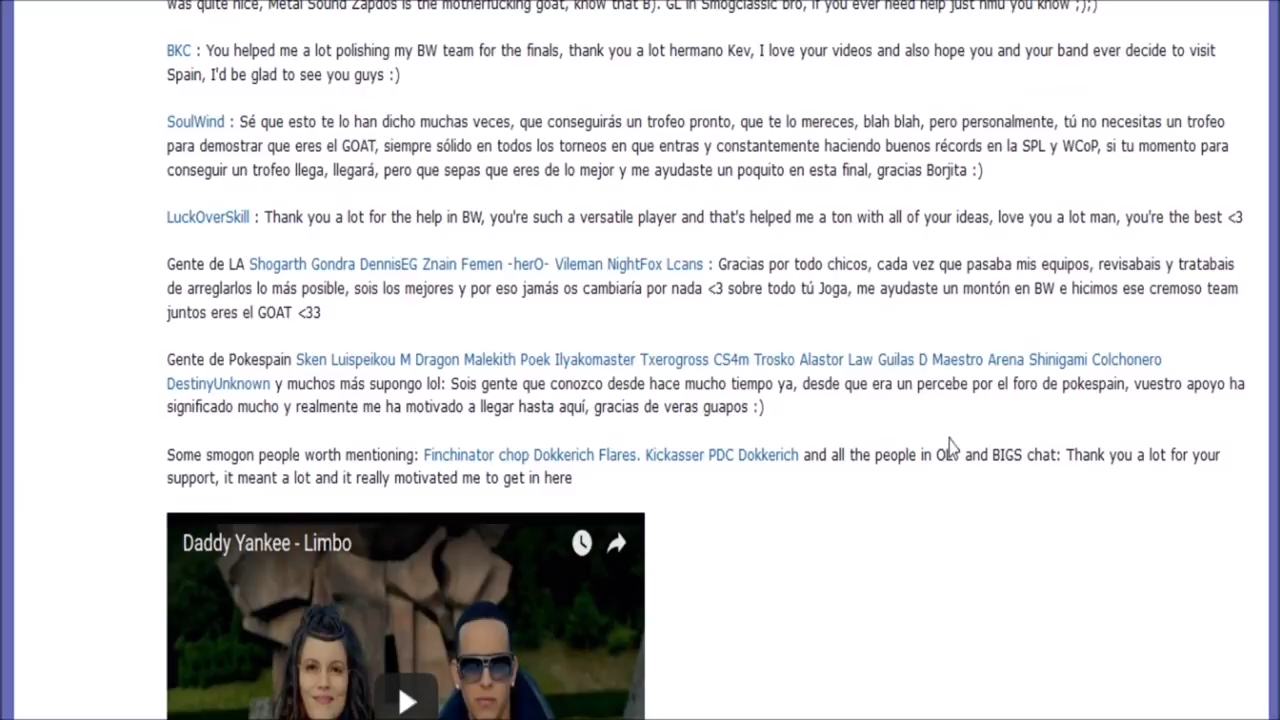 was quite nice, Metal Sound Zapdos is the motherfucking goat, know that B). GL in Smogclassic bro, if you ever need help just hmu you know ;););)
BKC : You helped me a lot polishing my BW team for the finals, thank you a lot hermano Kev, I love your videos and also hope you and your band ever decide to visit
Spain, I'd be glad to see you guys :)
SoulWind : Sé que esto te lo han dicho muchas veces, que conseguirás un trofeo pronto, que te lo mereces, blah blah, pero personalmente, tú no necesitas un trofeo
para demostrar que eres el GOAT, siempre sólido en todos los torneos en que entras y constantemente haciendo buenos récords en la SPL y WCoP, si tu momento para
conseguir un trofeo llega, llegará, pero que sepas que eres de lo mejor y me ayudaste un poquito en esta final, gracias Borjita :)
LuckOverSkill : Thank you a lot for the help in BW, you're such a versatile player and that's helped me a ton with all of your ideas, love you a lot man, you're the best <3
Gente de LA Shogarth Gondra DennisEG Znain Femen -herO- Vileman NightFox Lcans : Gracias por todo chicos, cada vez que pasaba mis equipos, revisabais y tratabais
de arreglarlos lo más posible, sois los mejores y por eso jamás os cambiaría por nada <3 sobre todo tú Joga, me ayudaste un montón en BW e hicimos ese cremoso team
juntos eres el GOAT <33
Gente de Pokespain Sken Luispeikou M Dragon Malekith Poek Ilyakomaster Txerogross CS4m Trosko Alastor Law Guilas D Maestro Arena Shinigami Colchonero
DestinyUnknown y muchos más supongo lol: Sois gente que conozco desde hace mucho tiempo ya, desde que era un percebe por el foro de pokespain, vuestro apoyo ha
significado mucho y realmente me ha motivado a llegar hasta aquí, gracias de veras guapos :)
Some smogon people worth mentioning: Finchinator chop Dokkerich Flares. Kickasser PDC Dokkerich and all the people in and BIGS chat: Thank you a lot for your
support, it meant a lot and it really motivated me to get in here
Daddy Yankee - Limbo